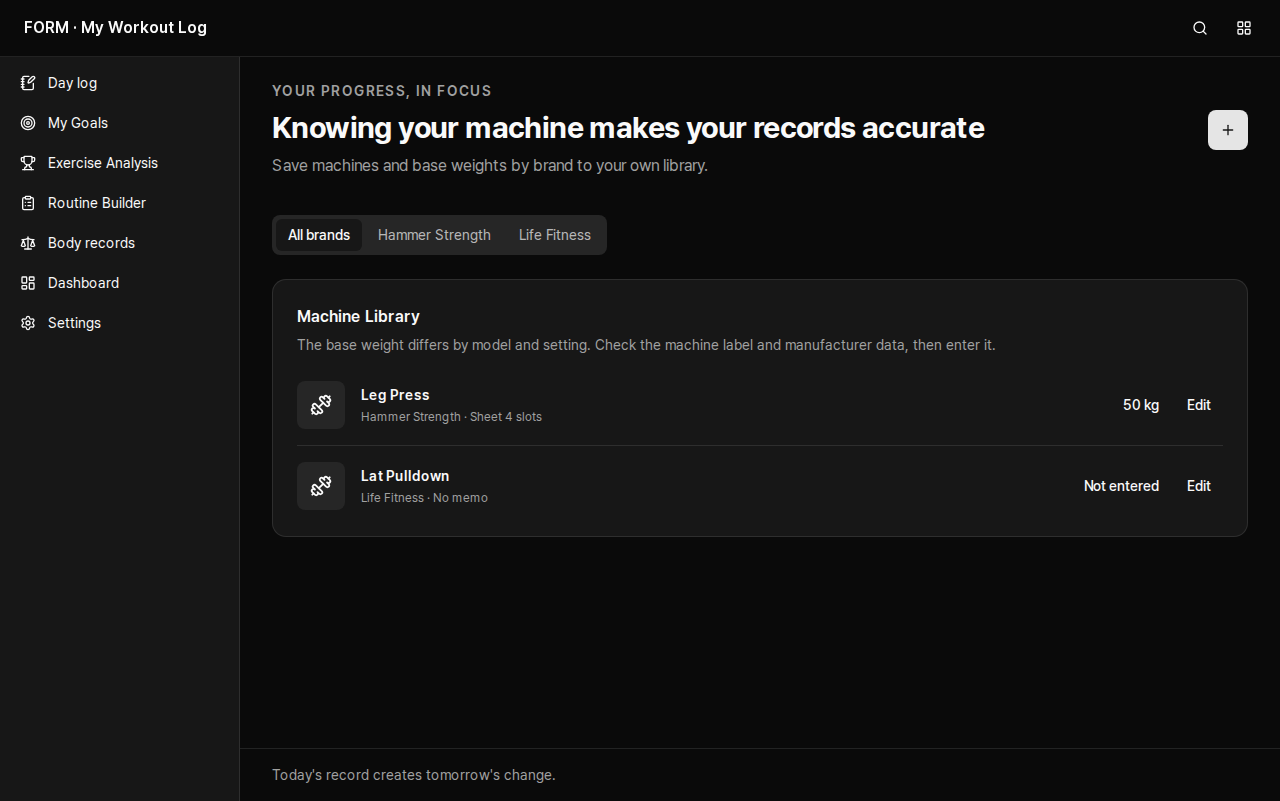 FORM · My Workout Log
Day log
My Goals
Exercise Analysis
Routine Builder
Body records
Dashboard
Settings
YOUR PROGRESS, IN FOCUS
Knowing your machine makes your records accurate
Save machines and base weights by brand to your own library.
All brands
Hammer Strength
Life Fitness
Machine Library
The base weight differs by model and setting. Check the machine label and manufacturer data, then enter it.
Leg Press
Hammer Strength · Sheet 4 slots
50 kg
Edit
Lat Pulldown
Life Fitness · No memo
Not entered
Edit
Today's record creates tomorrow's change.